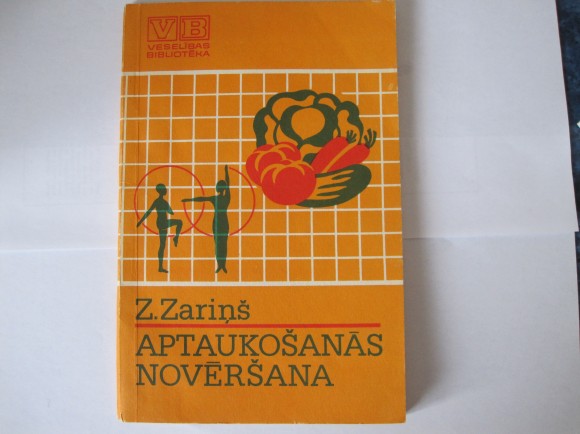 VB
VESELĪBAS
BIBLIOTĒKA
Z.Zariņš
APTAUKOŠANĀS
NOVĒRŠANA